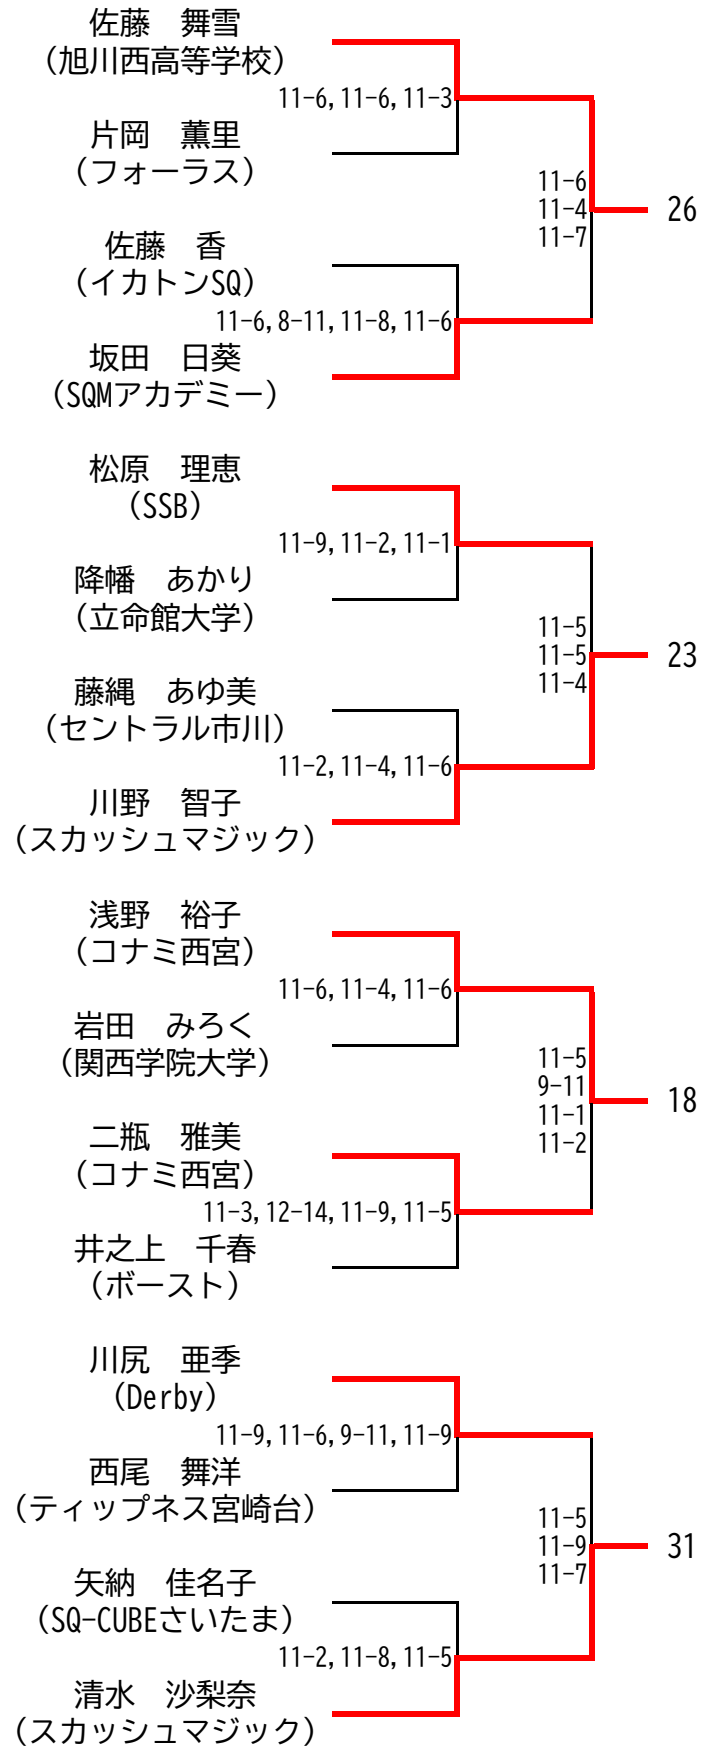 佐藤　舞雪
(旭川西高等学校)
11-6,11-6,11-3
片岡　薫里
(フォーラス)
11-6
11-4
11-7
26
佐藤　香
(イカトンSQ)
11-6,8-11,11-8,11-6
坂田　日葵
(SQMアカデミー)
松原　理恵
(SSB)
11-9,11-2,11-1
降幡　あかり
(立命館大学)
11-5
11-5
11-4
23
藤縄　あゆ美
(セントラル市川)
11-2,11-4,11-6
川野　智子
(スカッシュマジック)
浅野　裕子
(コナミ西宮)
11-6,11-4,11-6
岩田　みろく
(関西学院大学)
11-5
9-11
11-1
11-2
18
二瓶　雅美
(コナミ西宮)
11-3,12-14,11-9,11-5
井之上　千春
(ボースト)
川尻　亜季
(Derby)
11-9,11-6,9-11,11-9
西尾　舞洋
(ティップネス宮崎台)
11-5
11-9
11-7
31
矢納　佳名子
(SQ-CUBEさいたま)
11-2,11-8,11-5
清水　沙梨奈
(スカッシュマジック)